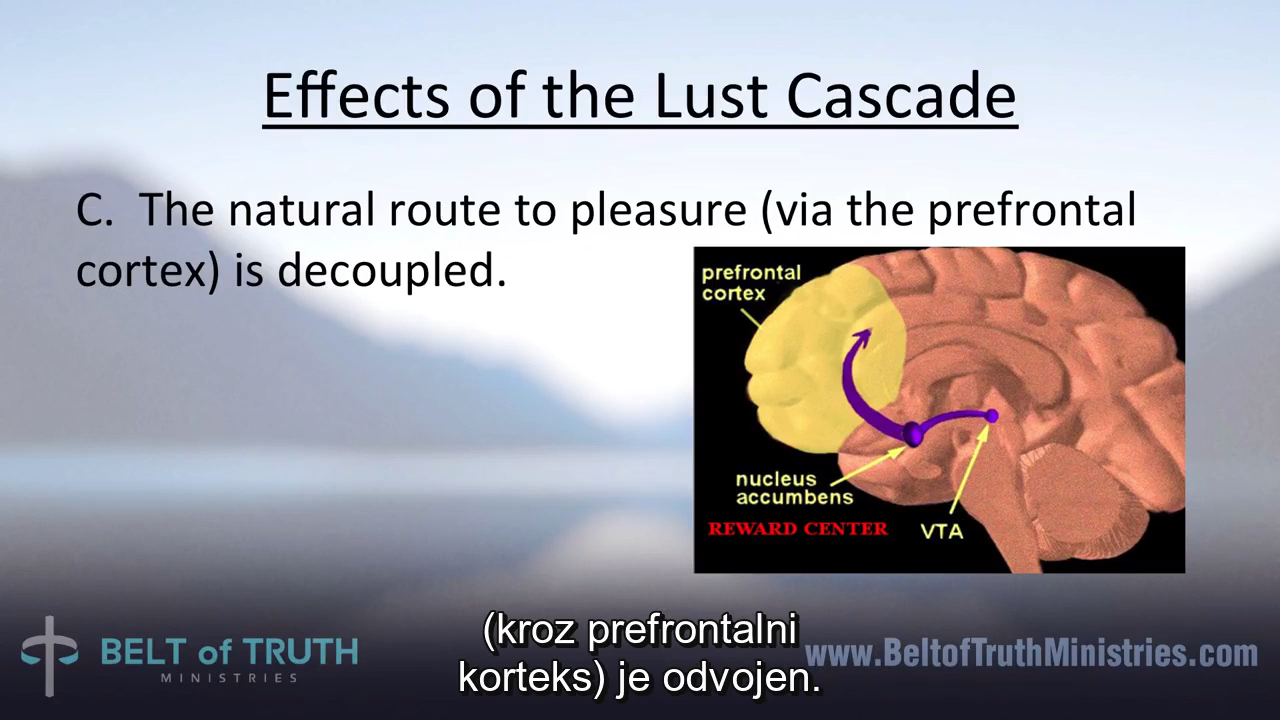 Effects of the Lust Cascade
C. The natural route to pleasure (via the prefrontal
cortex) is decoupled.
prefrontal
cortex
nucleus
accumbens
REWARD CENTER
VTA
BELT of TRUTH
MINISTRIES
(kroz prefrontalni
korteks) je odvojen.
www.BeltofTruthMinistries.com